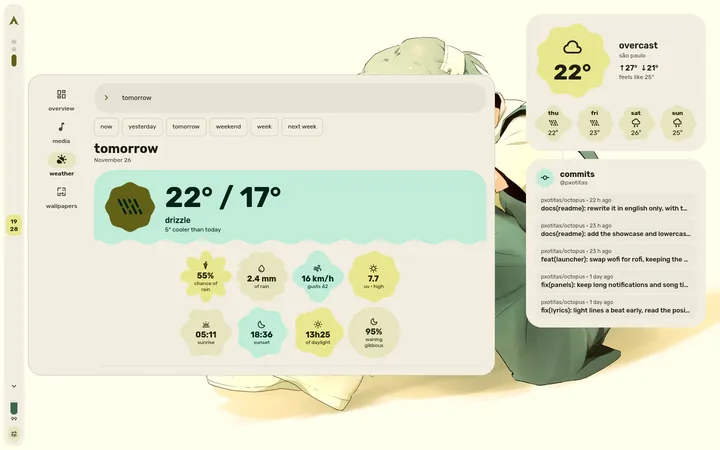 19
28
overview
media
weather
wallpapers
tomorrow
now
yesterday
tomorrow
weekend
week
next week
tomorrow
November 26
22° / 17°
drizzle
5° cooler than today
55%
chance of
rain
2.4 mm
of rain
16 km/h
gusts 42
7.7
uv • high
05:11
sunrise
18:36
sunset
13h25
of daylight
95%
waning
gibbous
22°
overcast
são paulo
↑27° ↓21°
feels like 25°
thu
22°
fri
23°
sat
26°
sun
25°
commits
@pxotitas
pxotitas/octopus • 22 h ago
docs(readme): rewrite it in english only, with t...
pxotitas/octopus • 23 h ago
docs(readme): add the showcase and lowercas...
pxotitas/octopus • 23 h ago
feat(launcher): swap wofi for rofi, keeping the ...
pxotitas/octopus • 1 day ago
fix(panels): keep long notifications and song ti...
pxotitas/octopus • 1 day ago
fix(lyrics): light lines a beat early, read the posi...